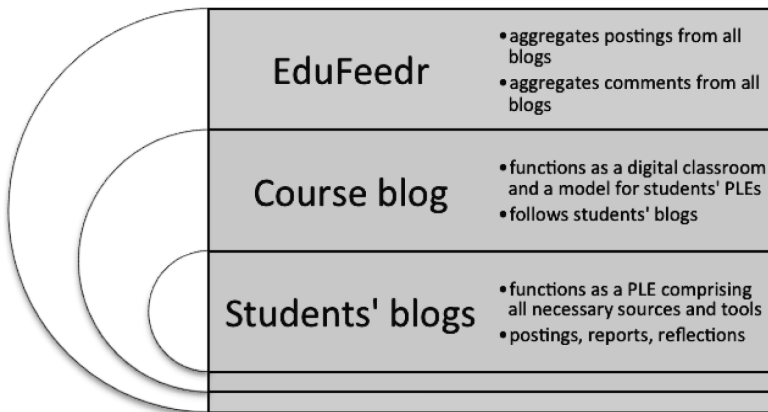 EduFeedr
• aggregates postings from all
blogs
• aggregates comments from all
blogs
Course blog
• functions as a digital classroom
and a model for students' PLEs
• follows students' blogs
Students' blogs
• functions as a PLE comprising
all necessary sources and tools
• postings, reports, reflections